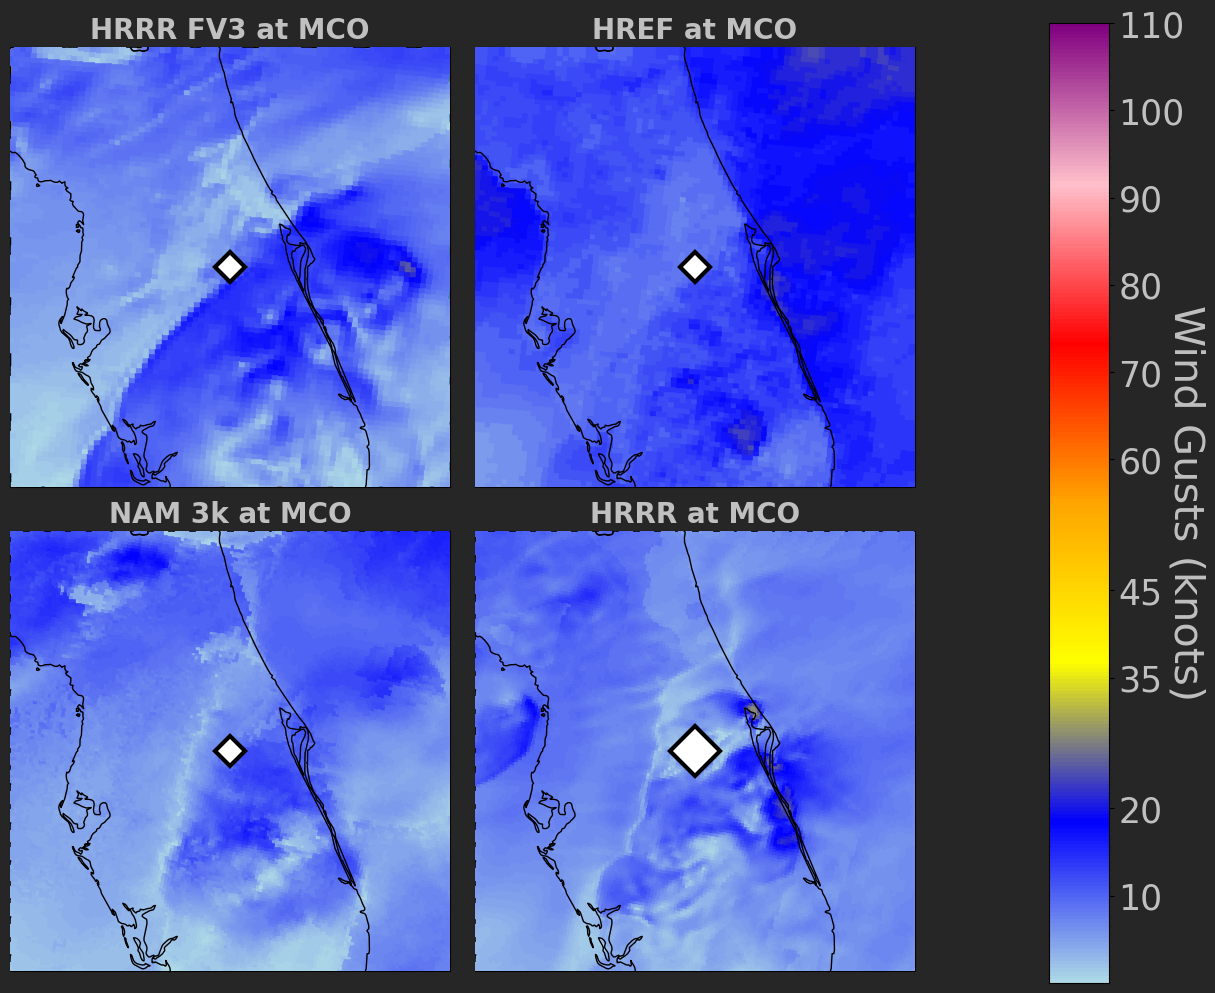 HRRR FV3 at MCO
HREF at MCO
NAM 3k at MCO
HRRR at MCO
110
100
90
80
70
60
45
35
20
10
Wind Gusts (knots)